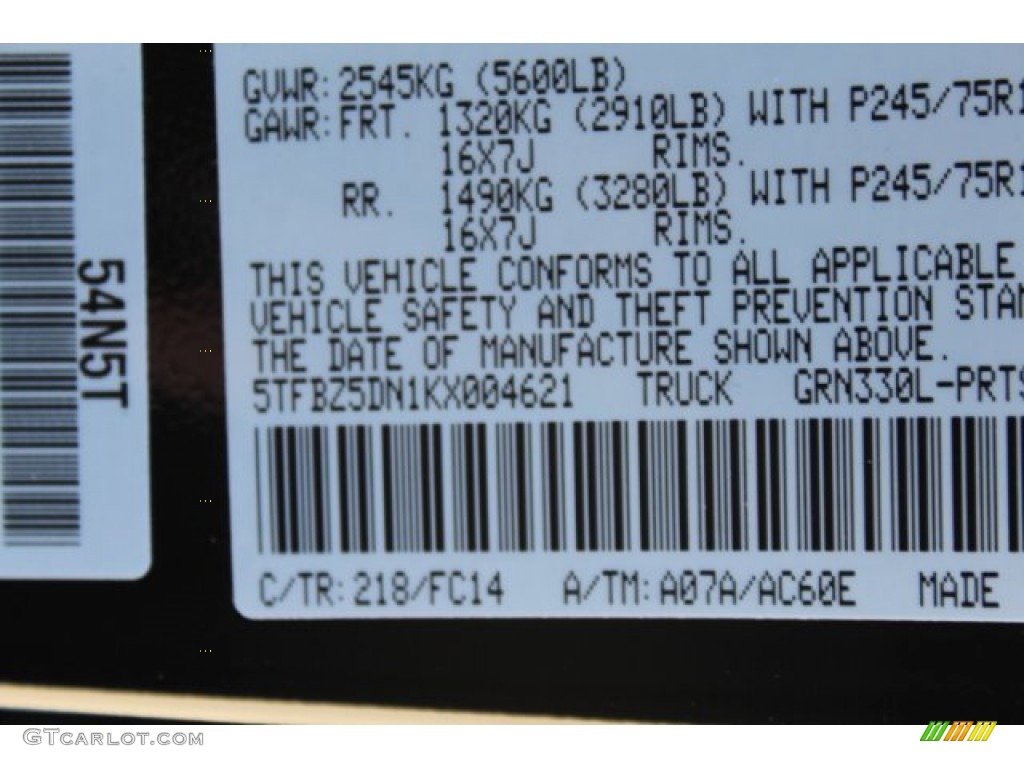 GVWR: 2545KG (5600LB)
GAWR: FRT. 1320KG (2910LB) WITH P245/75R1
16X7J RIMS.
RR. 1490KG (3280LB) WITH P245/75R1
16X7J RIMS.
THIS VEHICLE CONFORMS TO ALL APPLICABLE
VEHICLE SAFETY AND THEFT PREVENTION STAN
THE DATE OF MANUFACTURE SHOWN ABOVE.
5TFBZ5DN1KX004621 TRUCK GRN330L-PRTS
C/TR: 218/FC14 A/TM: A07A/AC60E MADE
54N5T
GTCARLOT.COM